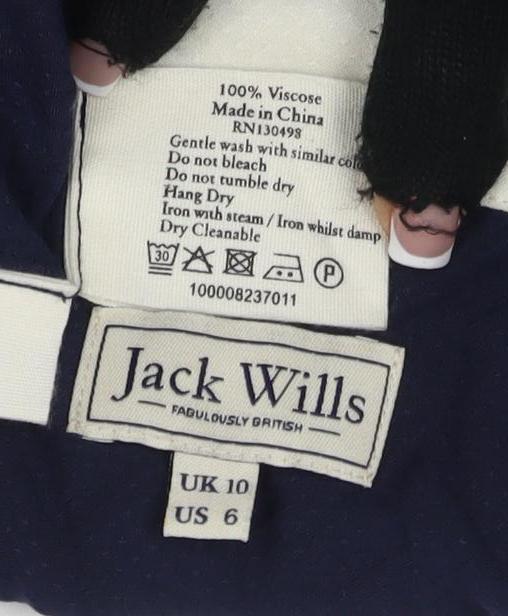 100% Viscose
Made in China
RN130498
Gentle wash with similar
Do not bleach
Do not tumble dry
Hang Dry
Iron with steam / Iron whilst damp
Dry Cleanable
30 P
100008237011
Jack Wills
FABULOUSLY BRITISH
UK 10
US 6